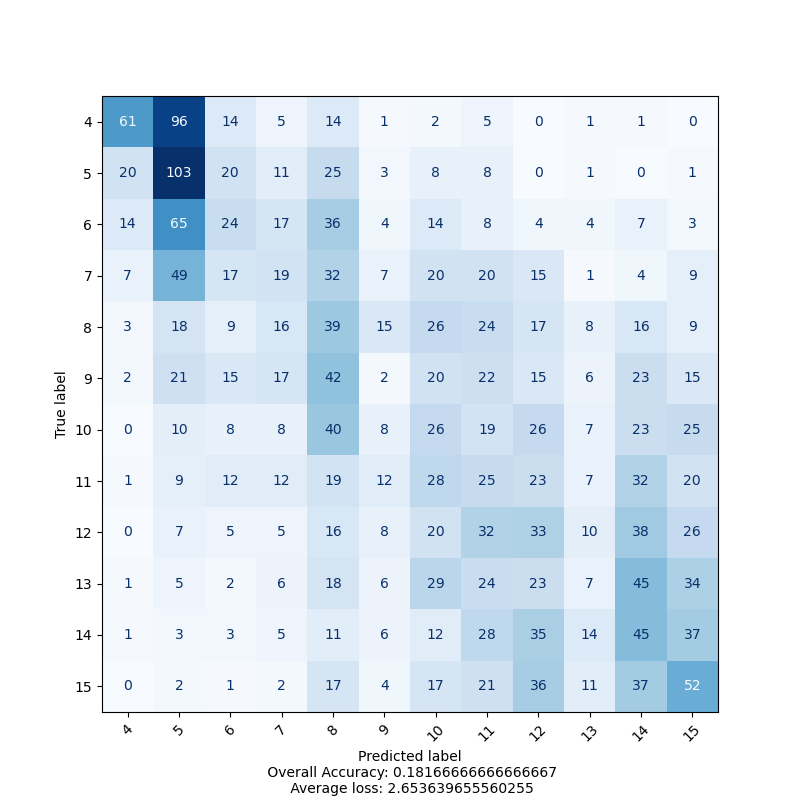 4 61 96 14 5 14 1 2 5 0 1 1 0
5 20 103 20 11 25 3 8 8 0 1 0 1
6 14 65 24 17 36 4 14 8 4 4 7 3
7 7 49 17 19 32 7 20 20 15 1 4 9
8 3 18 9 16 39 15 26 24 17 8 16 9
9 2 21 15 17 42 2 20 22 15 6 23 15
True label
10 0 10 8 8 40 8 26 19 26 7 23 25
11 1 9 12 12 19 12 28 25 23 7 32 20
12 0 7 5 5 16 8 20 32 33 10 38 26
13 1 5 2 6 18 6 29 24 23 7 45 34
14 1 3 3 5 11 6 12 28 35 14 45 37
15 0 2 1 2 17 4 17 21 36 11 37 52
4 5 6 7 8 9 10 11 12 13 14 15
Predicted label
Overall Accuracy: 0.18166666666666667
Average loss: 2.653639655560255